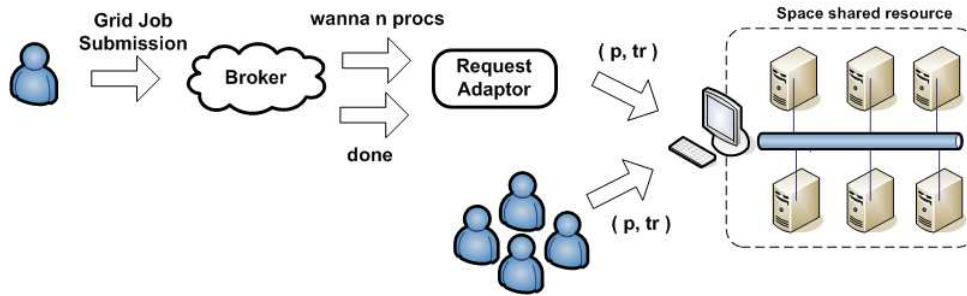 Grid Job
Submission
Broker
wanna n procs
done
Request
Adaptor
( p, tr )
( p, tr )
Space shared resource